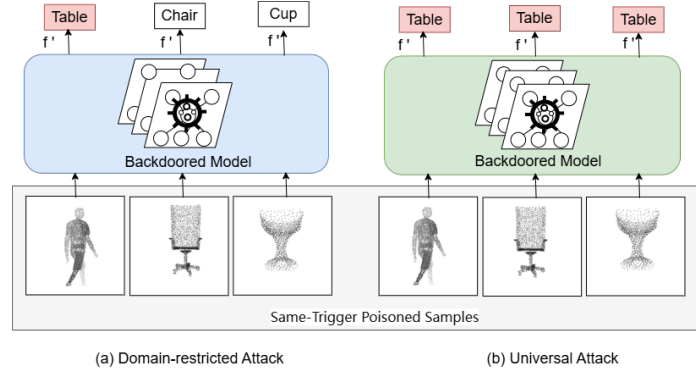 Table Chair Cup Table Table Table
f ' f ' f ' f ' f ' f '
Backdoored Model Backdoored Model
Same-Trigger Poisoned Samples
(a) Domain-restricted Attack (b) Universal Attack